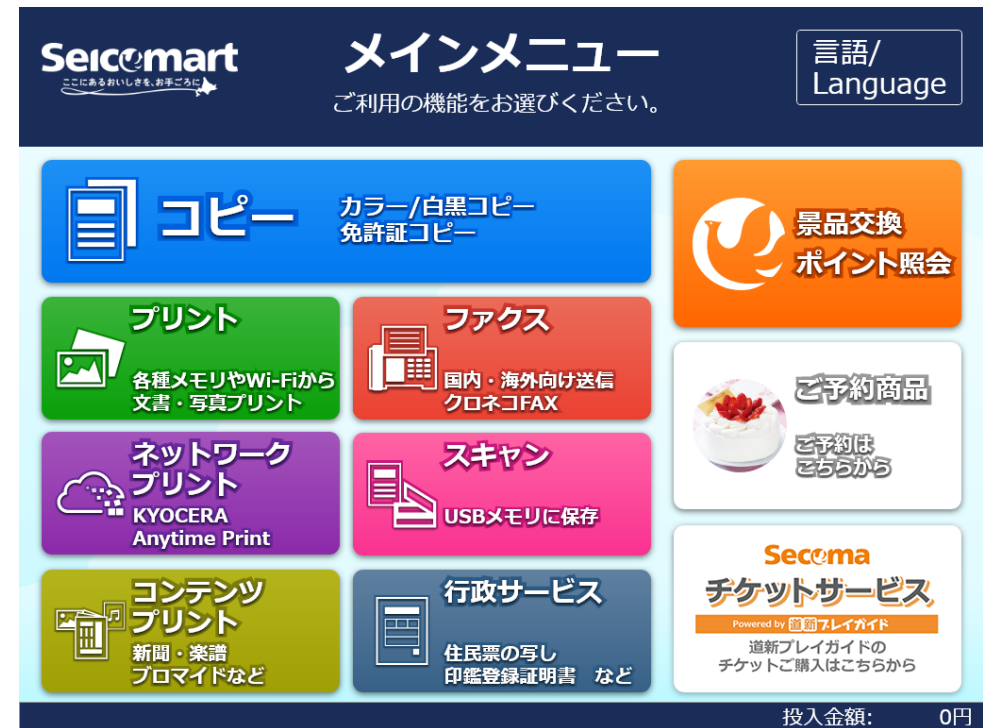 Seicomart
ここにあるおいしさを、お手ごろに
メインメニュー
ご利用の機能をお選びください。
言語/
Language
コピー
カラー/白黒コピー
免許証コピー
景品交換
ポイント照会
プリント
各種メモリやWi-Fiから
文書・写真プリント
ファクス
国内・海外向け送信
クロネコFAX
ご予約商品
ご予約は
こちらから
ネットワーク
プリント
KYOCERA
Anytime Print
スキャン
USBメモリに保存
Secoma
チケットサービス
Powered by 道新プレイガイド
道新プレイガイドの
チケットご購入はこちらから
コンテンツ
プリント
新聞・楽譜
ブロマイドなど
行政サービス
住民票の写し
印鑑登録証明書 など
投入金額: 0円